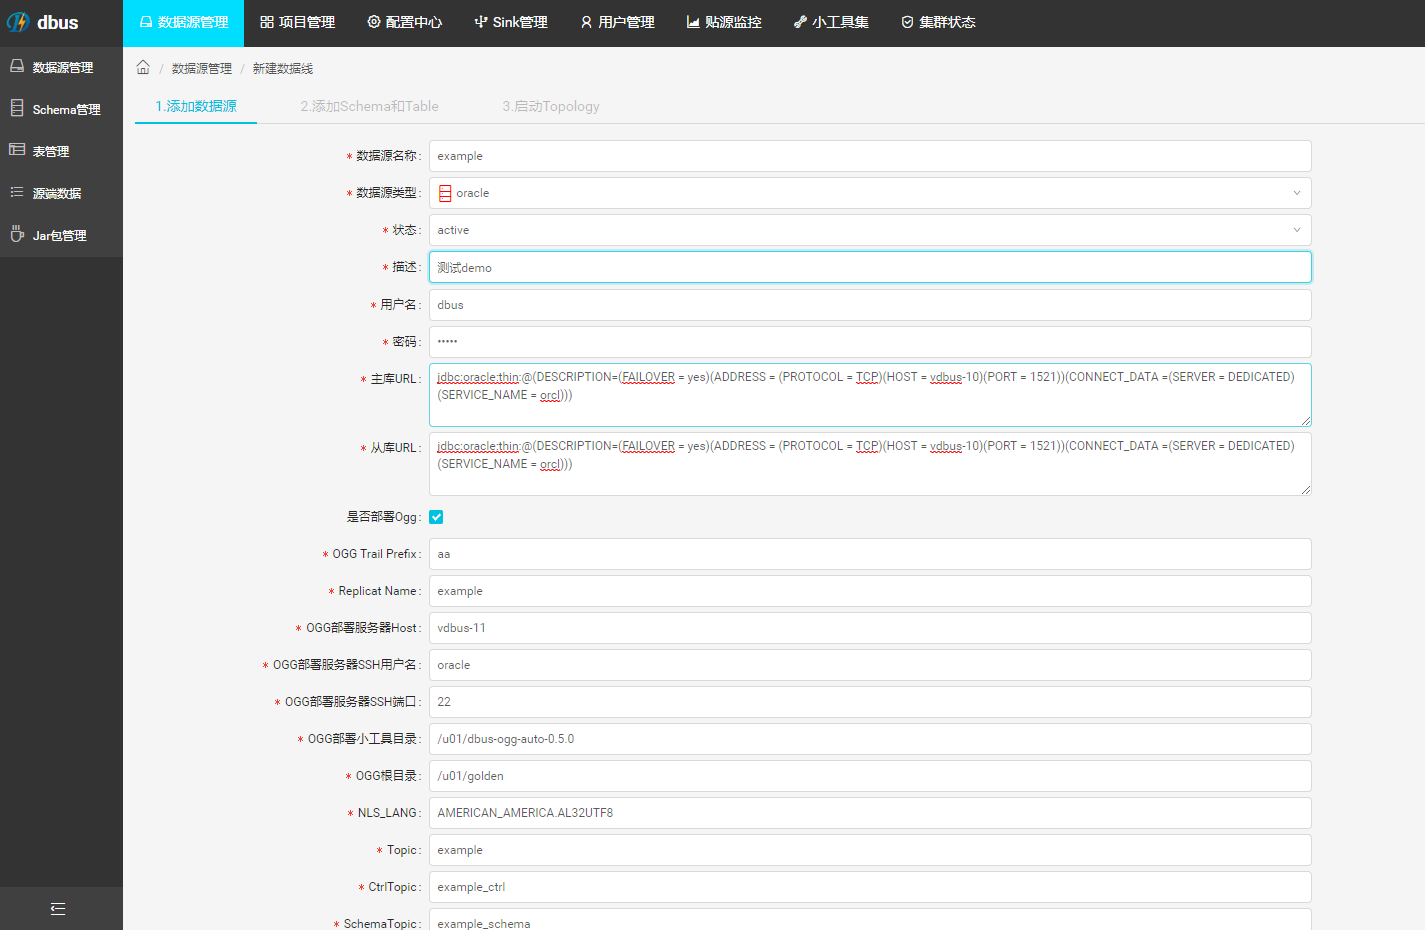 dbus
数据源管理
项目管理
配置中心
Sink管理
用户管理
贴源监控
小工具集
集群状态
数据源管理
Schema管理
表管理
源端数据
Jar包管理
/ 数据源管理 / 新建数据线
1.添加数据源
2.添加Schema和Table
3.启动Topology
* 数据源名称: example
* 数据源类型: oracle
* 状态: active
* 描述: 测试demo
* 用户名: dbus
* 密码: •••••
* 主库URL: jdbc:oracle:thin:@(DESCRIPTION=(FAILOVER = yes)(ADDRESS = (PROTOCOL = TCP)(HOST = vdbus-10)(PORT = 1521))(CONNECT_DATA =(SERVER = DEDICATED)
(SERVICE_NAME = orcl)))
* 从库URL: jdbc:oracle:thin:@(DESCRIPTION=(FAILOVER = yes)(ADDRESS = (PROTOCOL = TCP)(HOST = vdbus-10)(PORT = 1521))(CONNECT_DATA =(SERVER = DEDICATED)
(SERVICE_NAME = orcl)))
是否部署Ogg:
* OGG Trail Prefix: aa
* Replicat Name: example
* OGG部署服务器Host: vdbus-11
* OGG部署服务器SSH用户名: oracle
* OGG部署服务器SSH端口: 22
* OGG部署小工具目录: /u01/dbus-ogg-auto-0.5.0
* OGG根目录: /u01/golden
* NLS_LANG: AMERICAN_AMERICA.AL32UTF8
* Topic: example
* CtrlTopic: example_ctrl
* SchemaTopic: example_schema